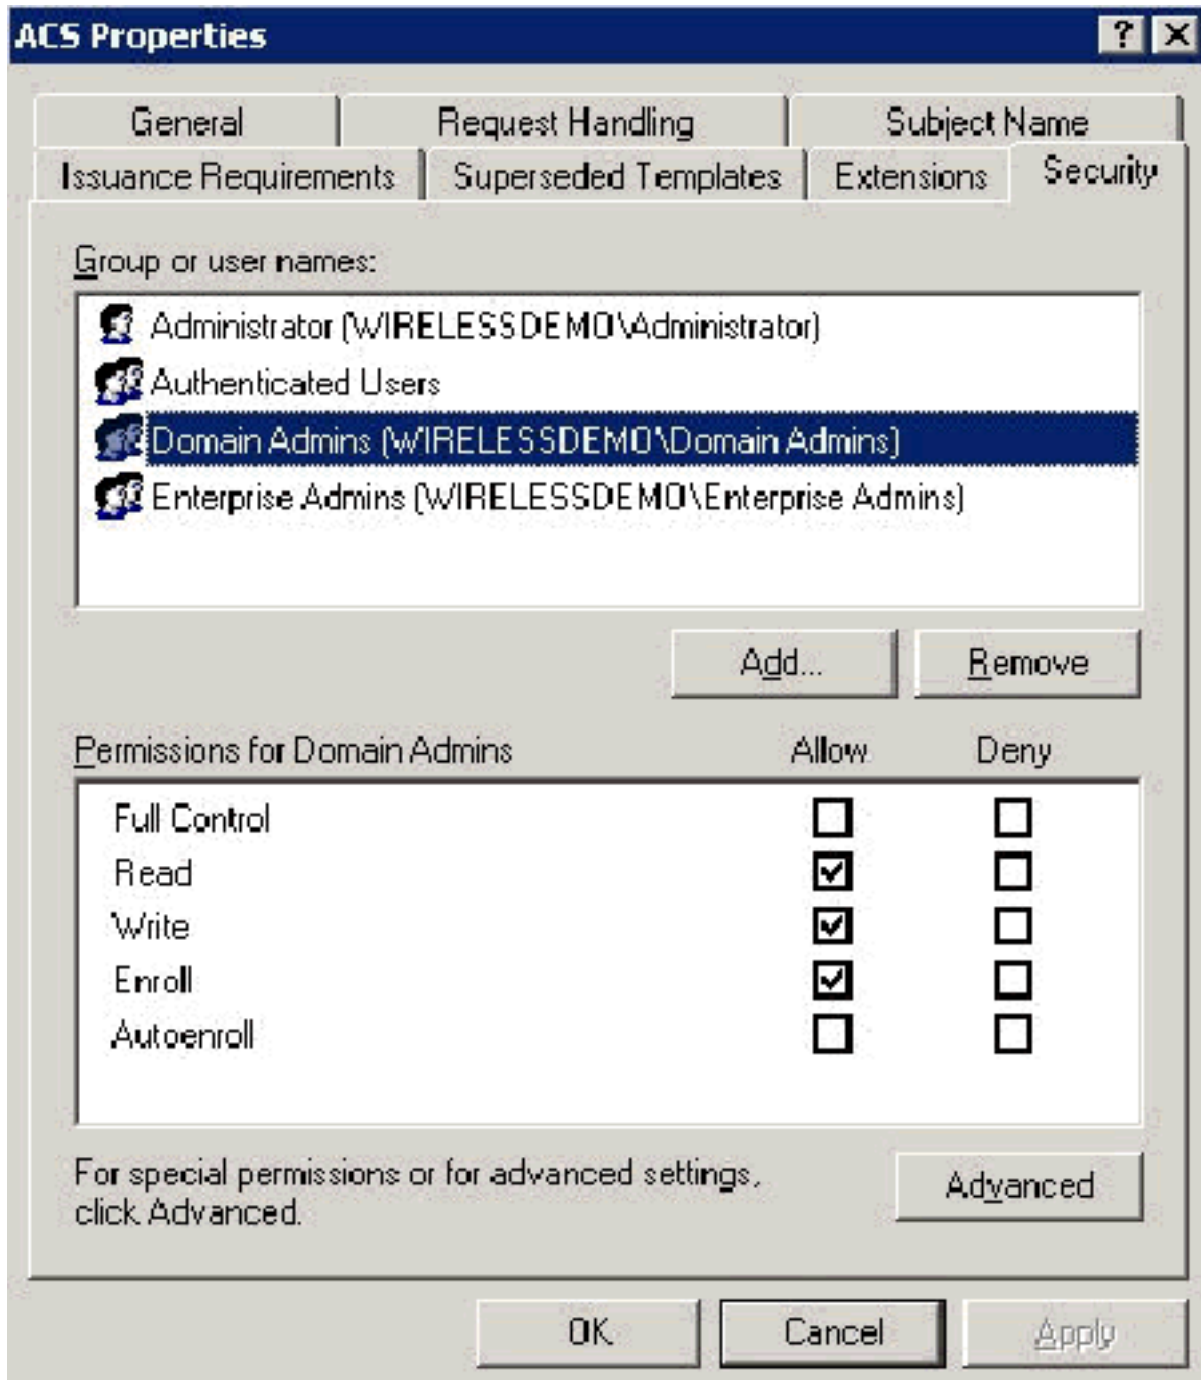 ACS Properties
General Request Handling Subject Name
Issuance Requirements Superseded Templates Extensions Security
Group or user names:
Administrator (WIRELESSDEMO\Administrator)
Authenticated Users
Domain Admins (WIRELESSDEMO\Domain Admins)
Enterprise Admins (WIRELESSDEMO\Enterprise Admins)
Add... Remove
Permissions for Domain Admins Allow Deny
Full Control
Read
Write
Enroll
Autoenroll
For special permissions or for advanced settings, 
click Advanced.
Advanced
OK Cancel Apply